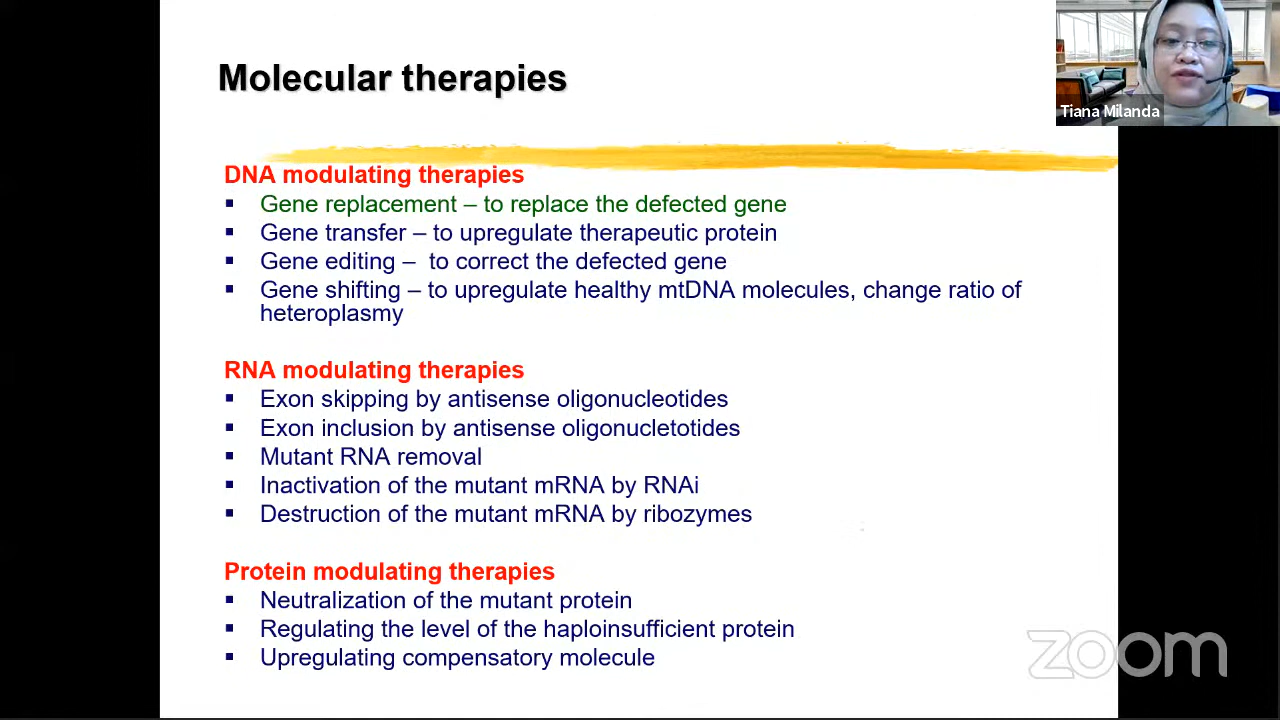 Molecular therapies
Tiana Milanda
DNA modulating therapies
▪ Gene replacement – to replace the defected gene
▪ Gene transfer – to upregulate therapeutic protein
▪ Gene editing –  to correct the defected gene
▪ Gene shifting – to upregulate healthy mtDNA molecules, change ratio of
heteroplasmy
RNA modulating therapies
▪ Exon skipping by antisense oligonucleotides
▪ Exon inclusion by antisense oligonucletotides
▪ Mutant RNA removal
▪ Inactivation of the mutant mRNA by RNAi
▪ Destruction of the mutant mRNA by ribozymes
Protein modulating therapies
▪ Neutralization of the mutant protein
▪ Regulating the level of the haploinsufficient protein
▪ Upregulating compensatory molecule
zoom